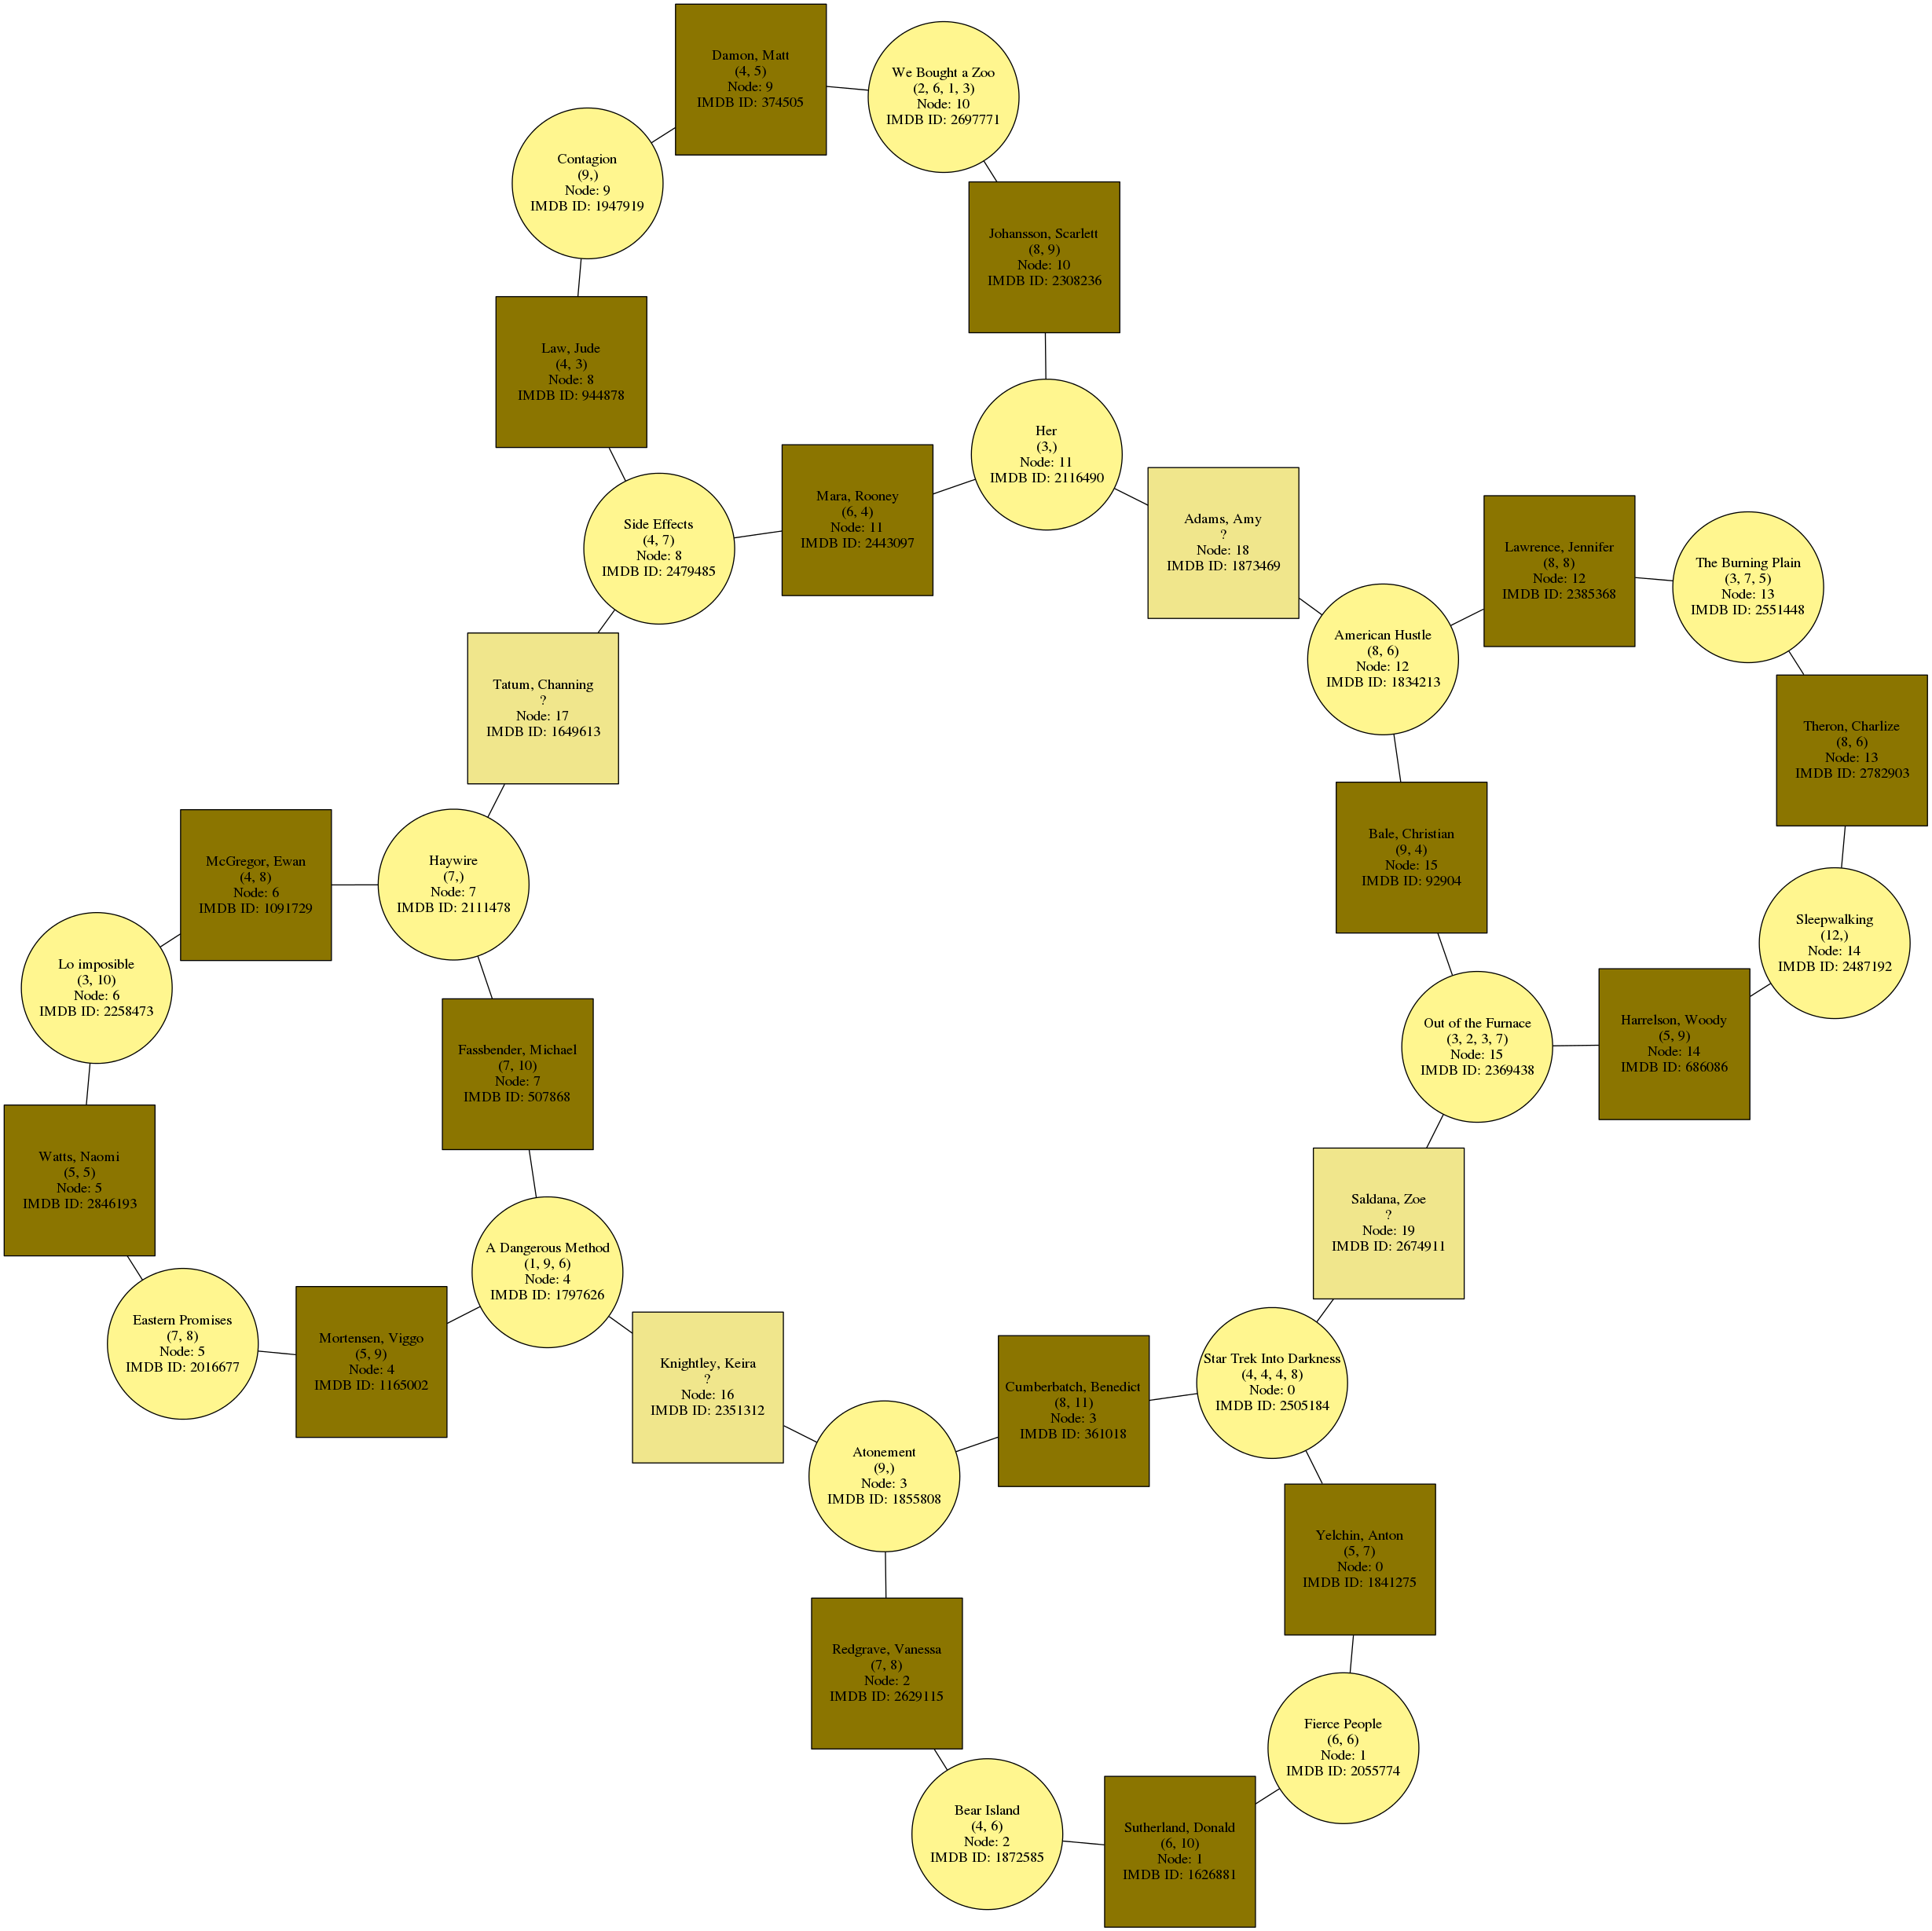 Damon, Matt
(4, 5)
Node: 9
IMDB ID: 374505
We Bought a Zoo
(2, 6, 1, 3)
Node: 10
IMDB ID: 2697771
Contagion
(9,)
Node: 9
IMDB ID: 1947919
Johansson, Scarlett
(8, 9)
Node: 10
IMDB ID: 2308236
Law, Jude
(4, 3)
Node: 8
IMDB ID: 944878
Her
(3,)
Node: 11
IMDB ID: 2116490
Mara, Rooney
(6, 4)
Node: 11
IMDB ID: 2443097
Side Effects
(4, 7)
Node: 8
IMDB ID: 2479485
Adams, Amy
?
Node: 18
IMDB ID: 1873469
Lawrence, Jennifer
(8, 8)
Node: 12
IMDB ID: 2385368
The Burning Plain
(3, 7, 5)
Node: 13
IMDB ID: 2551448
American Hustle
(8, 6)
Node: 12
IMDB ID: 1834213
Tatum, Channing
?
Node: 17
IMDB ID: 1649613
Theron, Charlize
(8, 6)
Node: 13
IMDB ID: 2782903
Bale, Christian
(9, 4)
Node: 15
IMDB ID: 92904
McGregor, Ewan
(4, 8)
Node: 6
IMDB ID: 1091729
Haywire
(7,)
Node: 7
IMDB ID: 2111478
Sleepwalking
(12,)
Node: 14
IMDB ID: 2487192
Lo imposible
(3, 10)
Node: 6
IMDB ID: 2258473
Out of the Furnace
(3, 2, 3, 7)
Node: 15
IMDB ID: 2369438
Harrelson, Woody
(5, 9)
Node: 14
IMDB ID: 686086
Fassbender, Michael
(7, 10)
Node: 7
IMDB ID: 507868
Watts, Naomi
(5, 5)
Node: 5
IMDB ID: 2846193
Saldana, Zoe
?
Node: 19
IMDB ID: 2674911
A Dangerous Method
(1, 9, 6)
Node: 4
IMDB ID: 1797626
Eastern Promises
(7, 8)
Node: 5
IMDB ID: 2016677
Mortensen, Viggo
(5, 9)
Node: 4
IMDB ID: 1165002
Knightley, Keira
?
Node: 16
IMDB ID: 2351312
Star Trek Into Darkness
(4, 4, 4, 8)
Node: 0
IMDB ID: 2505184
Cumberbatch, Benedict
(8, 11)
Node: 3
IMDB ID: 361018
Atonement
(9,)
Node: 3
IMDB ID: 1855808
Yelchin, Anton
(5, 7)
Node: 0
IMDB ID: 1841275
Redgrave, Vanessa
(7, 8)
Node: 2
IMDB ID: 2629115
Fierce People
(6, 6)
Node: 1
IMDB ID: 2055774
Bear Island
(4, 6)
Node: 2
IMDB ID: 1872585
Sutherland, Donald
(6, 10)
Node: 1
IMDB ID: 1626881